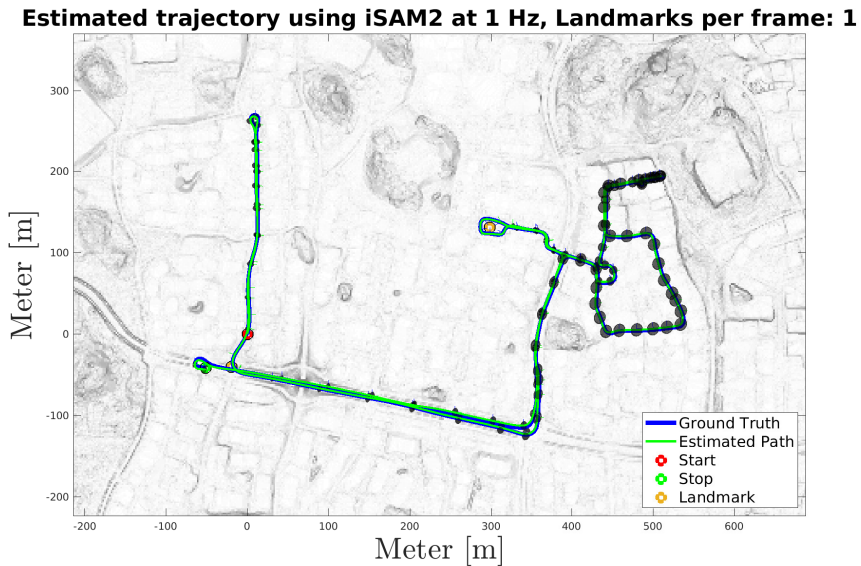 Estimated trajectory using iSAM2 at 1 Hz, Landmarks per frame: 1
300
200
100
0
-100
-200
Meter [m]
-200 -100 0 100 200 300 400 500 600
Meter [m]
Ground Truth
Estimated Path
Start
Stop
Landmark